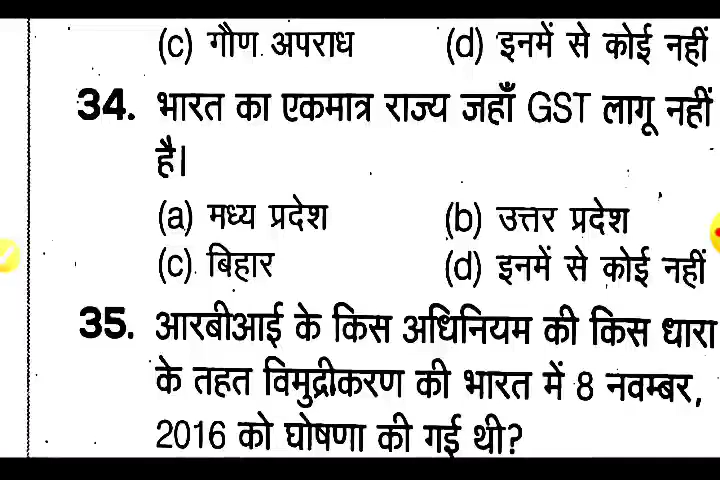 (c) गौण अपराध (d) इनमें से कोई नहीं
34. भारत का एकमात्र राज्य जहाँ GST लागू नहीं
है।
(a) मध्य प्रदेश (b) उत्तर प्रदेश
(c) बिहार (d) इनमें से कोई नहीं
35. आरबीआई के किस अधिनियम की किस धारा
के तहत विमुद्रीकरण की भारत में 8 नवम्बर,
2016 को घोषणा की गई थी?